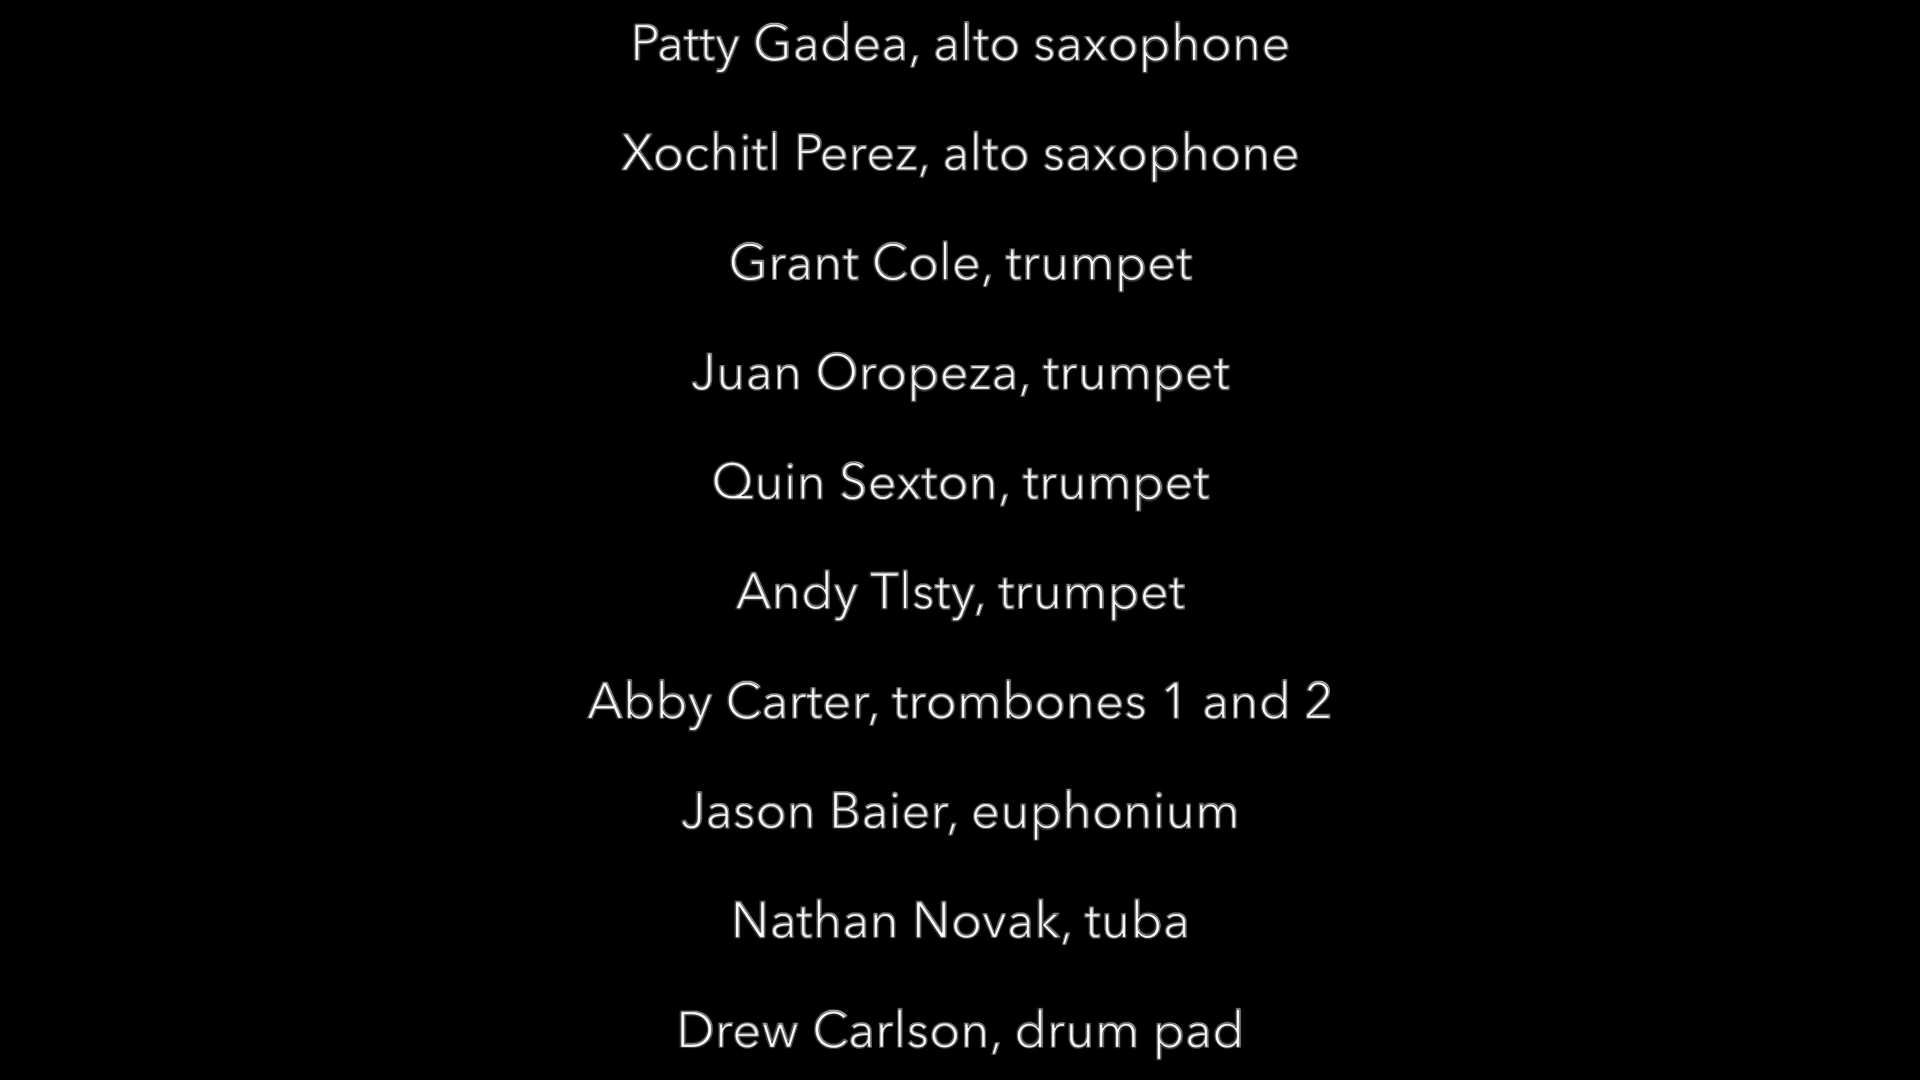 Patty Gadea, alto saxophone
Xochitl Perez, alto saxophone
Grant Cole, trumpet
Juan Oropeza, trumpet
Quin Sexton, trumpet
Andy Tlsty, trumpet
Abby Carter, trombones 1 and 2
Jason Baier, euphonium
Nathan Novak, tuba
Drew Carlson, drum pad